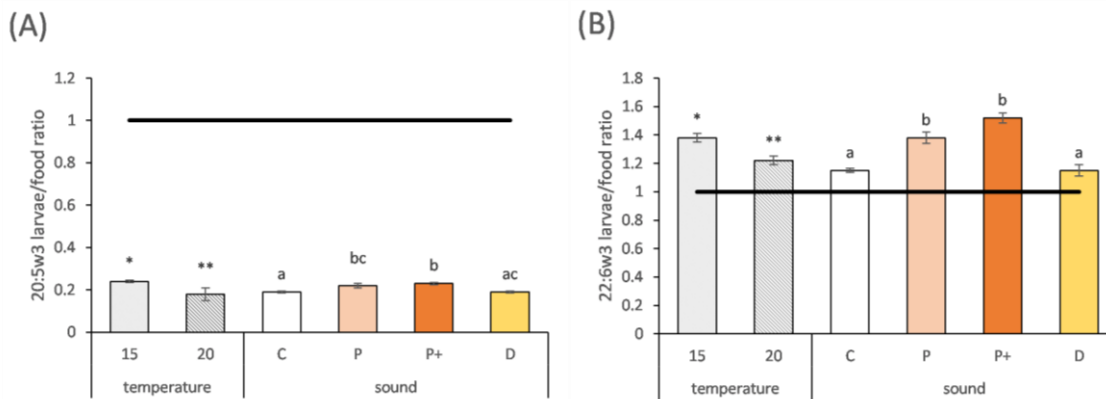 (A)
20:5w3 larvae/food ratio
1.2
1
0.8
0.6
0.4
0.2
0
*
**
a
bc
b
ac
15 20 C P P+ D
temperature sound
(B)
22:6w3 larvae/food ratio
1.8
1.6
1.4
1.2
1
0.8
0.6
0.4
0.2
0
*
**
a
b
b
a
15 20 C P P+ D
temperature sound